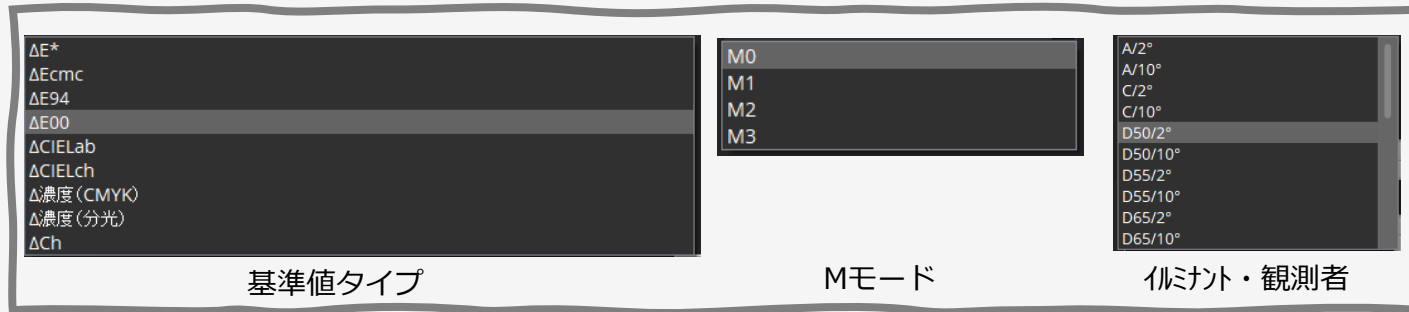 ΔE*
ΔEcmc
ΔE94
ΔE00
ΔCIELab
ΔCIELch
Δ濃度(CMYK)
Δ濃度(分光)
ΔCh
基準値タイプ
M0
M1
M2
M3
Mモード
A/2°
A/10°
C/2°
C/10°
D50/2°
D50/10°
D55/2°
D55/10°
D65/2°
D65/10°
ｲﾙﾐﾅﾝﾄ・観測者